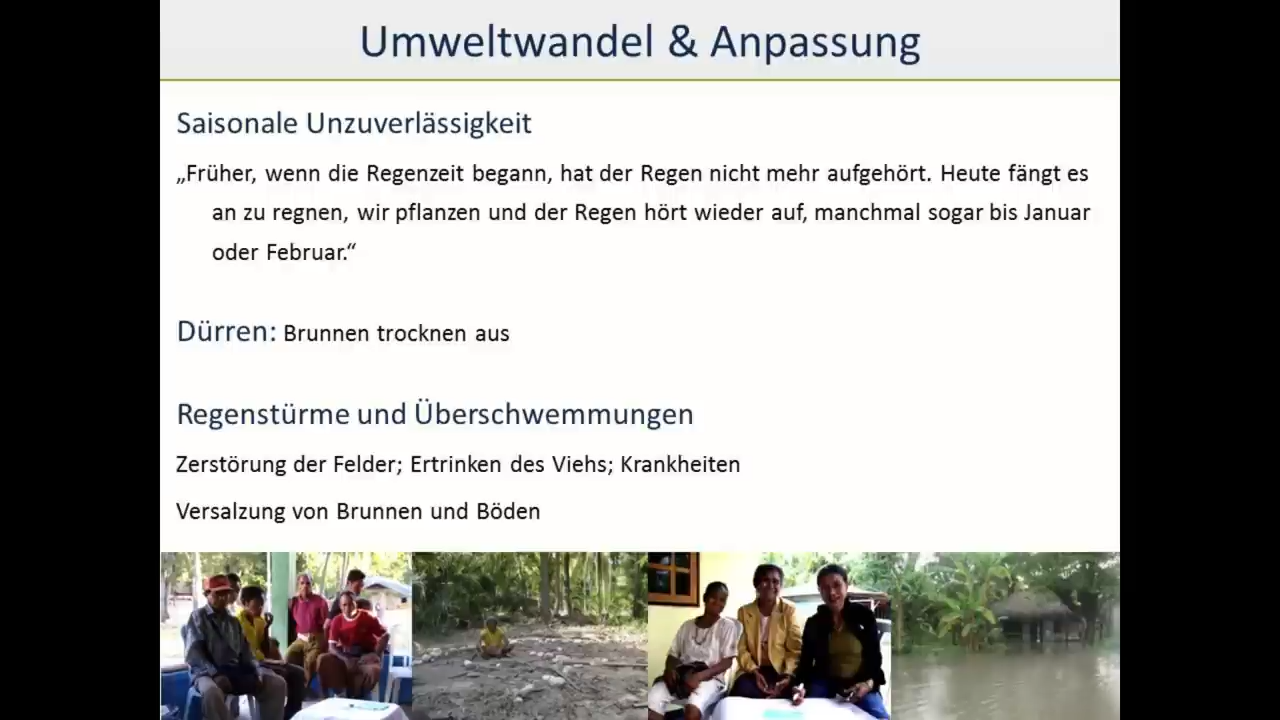 Umweltwandel & Anpassung
Saisonale Unzuverlässigkeit
„Früher, wenn die Regenzeit begann, hat der Regen nicht mehr aufgehört. Heute fängt es
an zu regnen, wir pflanzen und der Regen hört wieder auf, manchmal sogar bis Januar
oder Februar.“
Dürren: Brunnen trocknen aus
Regenstürme und Überschwemmungen
Zerstörung der Felder; Ertrinken des Viehs; Krankheiten
Versalzung von Brunnen und Böden